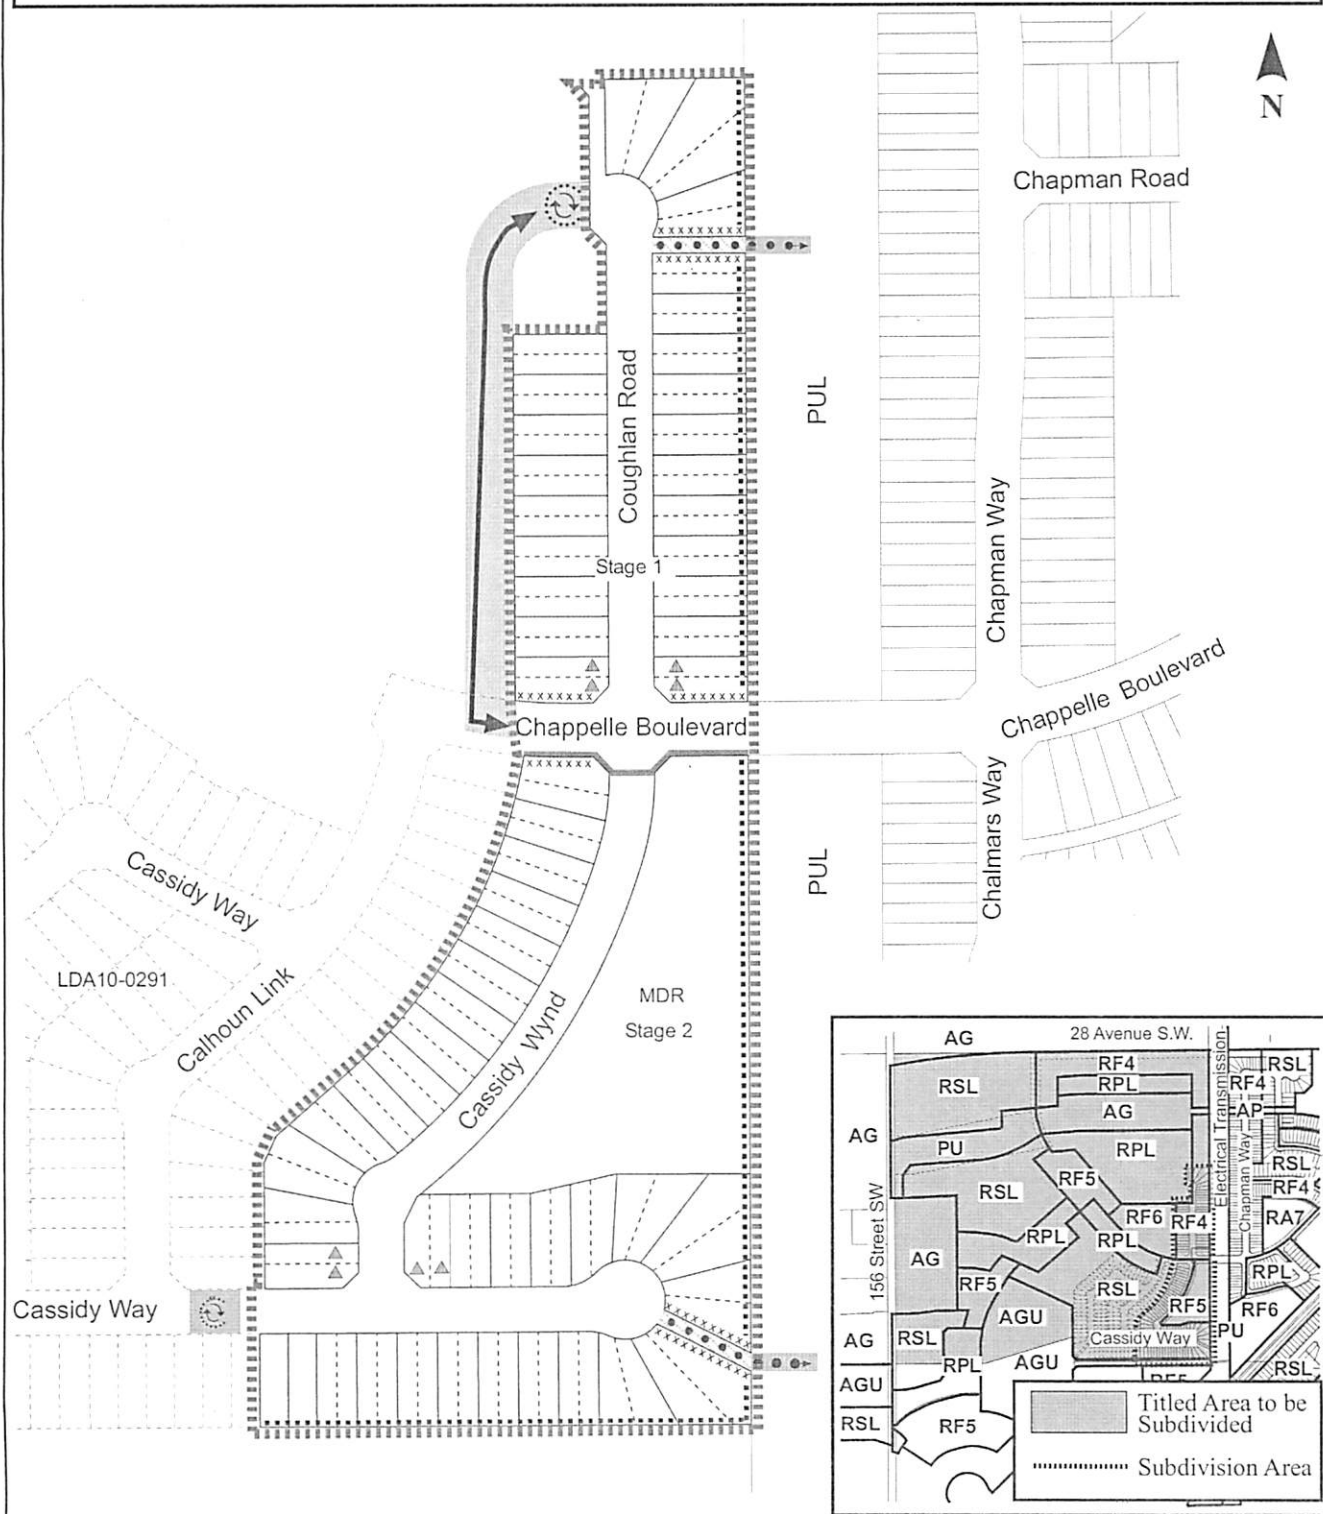 N
Chapman Road
Coughlan Road
PUL
Chapman Way
Stage 1
Chappelle Boulevard
Chappelle Boulevard
Cassidy Way
PUL
Chalmars Way
LDA10-0291
Calhoun Link
Cassidy Wynd
MDR
Stage 2
Cassidy Way
AG
28 Avenue S.W.
RSL
RF4
RPL
AG
Electrical Transmission
RF4
RSL
AP
AG
PU
RPL
Chapman Way
RSL
RF4
RSL
RF5
RF6
RF4
RA7
156 Street SW
AG
RPL
RPL
RPL
RF5
RSL
RF5
RF6
AGU
AG
RSL
Cassidy Way
PU
RPL
AGU
RSL
AGU
RF5
RSL
RF5
Titled Area to be
Subdivided
Subdivision Area